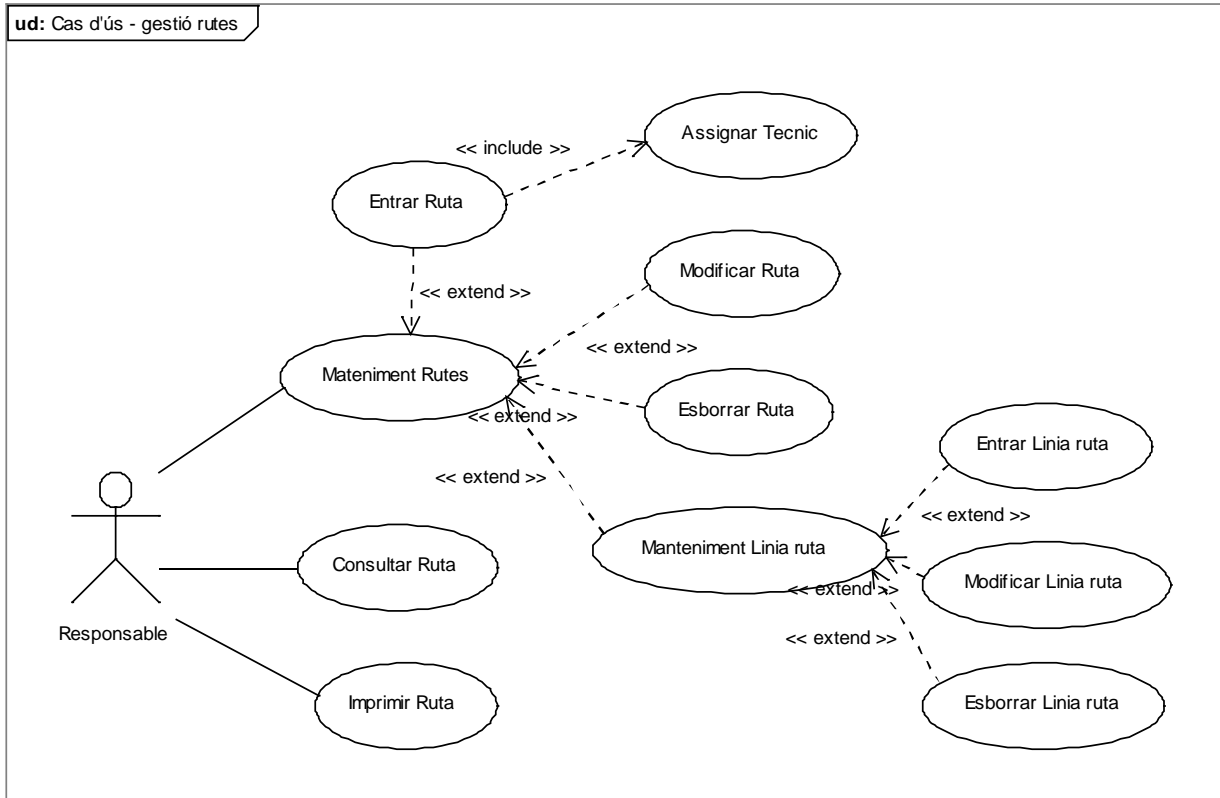 ud: Cas d'ús - gestió rutes
Assignar Tecnic
<< include >>
Entrar Ruta
Modificar Ruta
<< extend >>
<< extend >>
Mateniment Rutes
Esborrar Ruta
<< extend >>
Entrar Linia ruta
<< extend >>
<< extend >>
Manteniment Linia ruta
Consultar Ruta
Modificar Linia ruta
<< extend >>
Responsable
<< extend >>
Imprimir Ruta
Esborrar Linia ruta